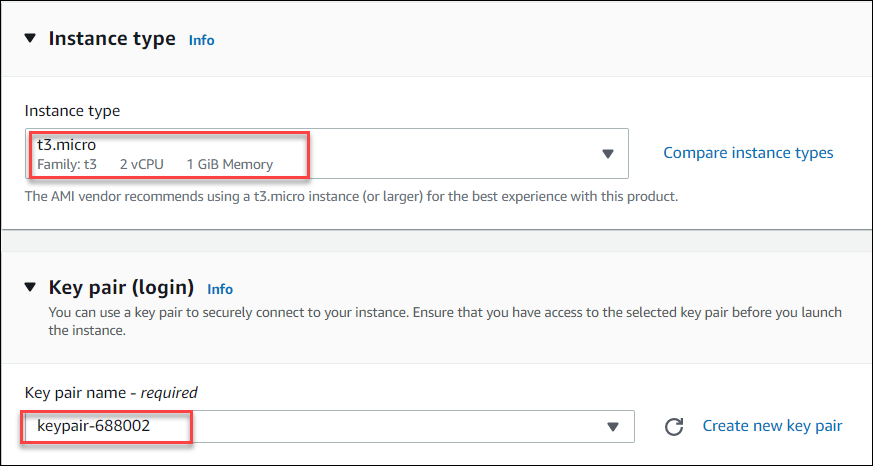 Instance type Info
Instance type
t3.micro
Family: t3 2 vCPU 1 GiB Memory
Compare instance types
The AMI vendor recommends using a t3.micro instance (or larger) for the best experience with this product.
Key pair (login) Info
You can use a key pair to securely connect to your instance. Ensure that you have access to the selected key pair before you launch
the instance.
Key pair name - required
keypair-688002
Create new key pair